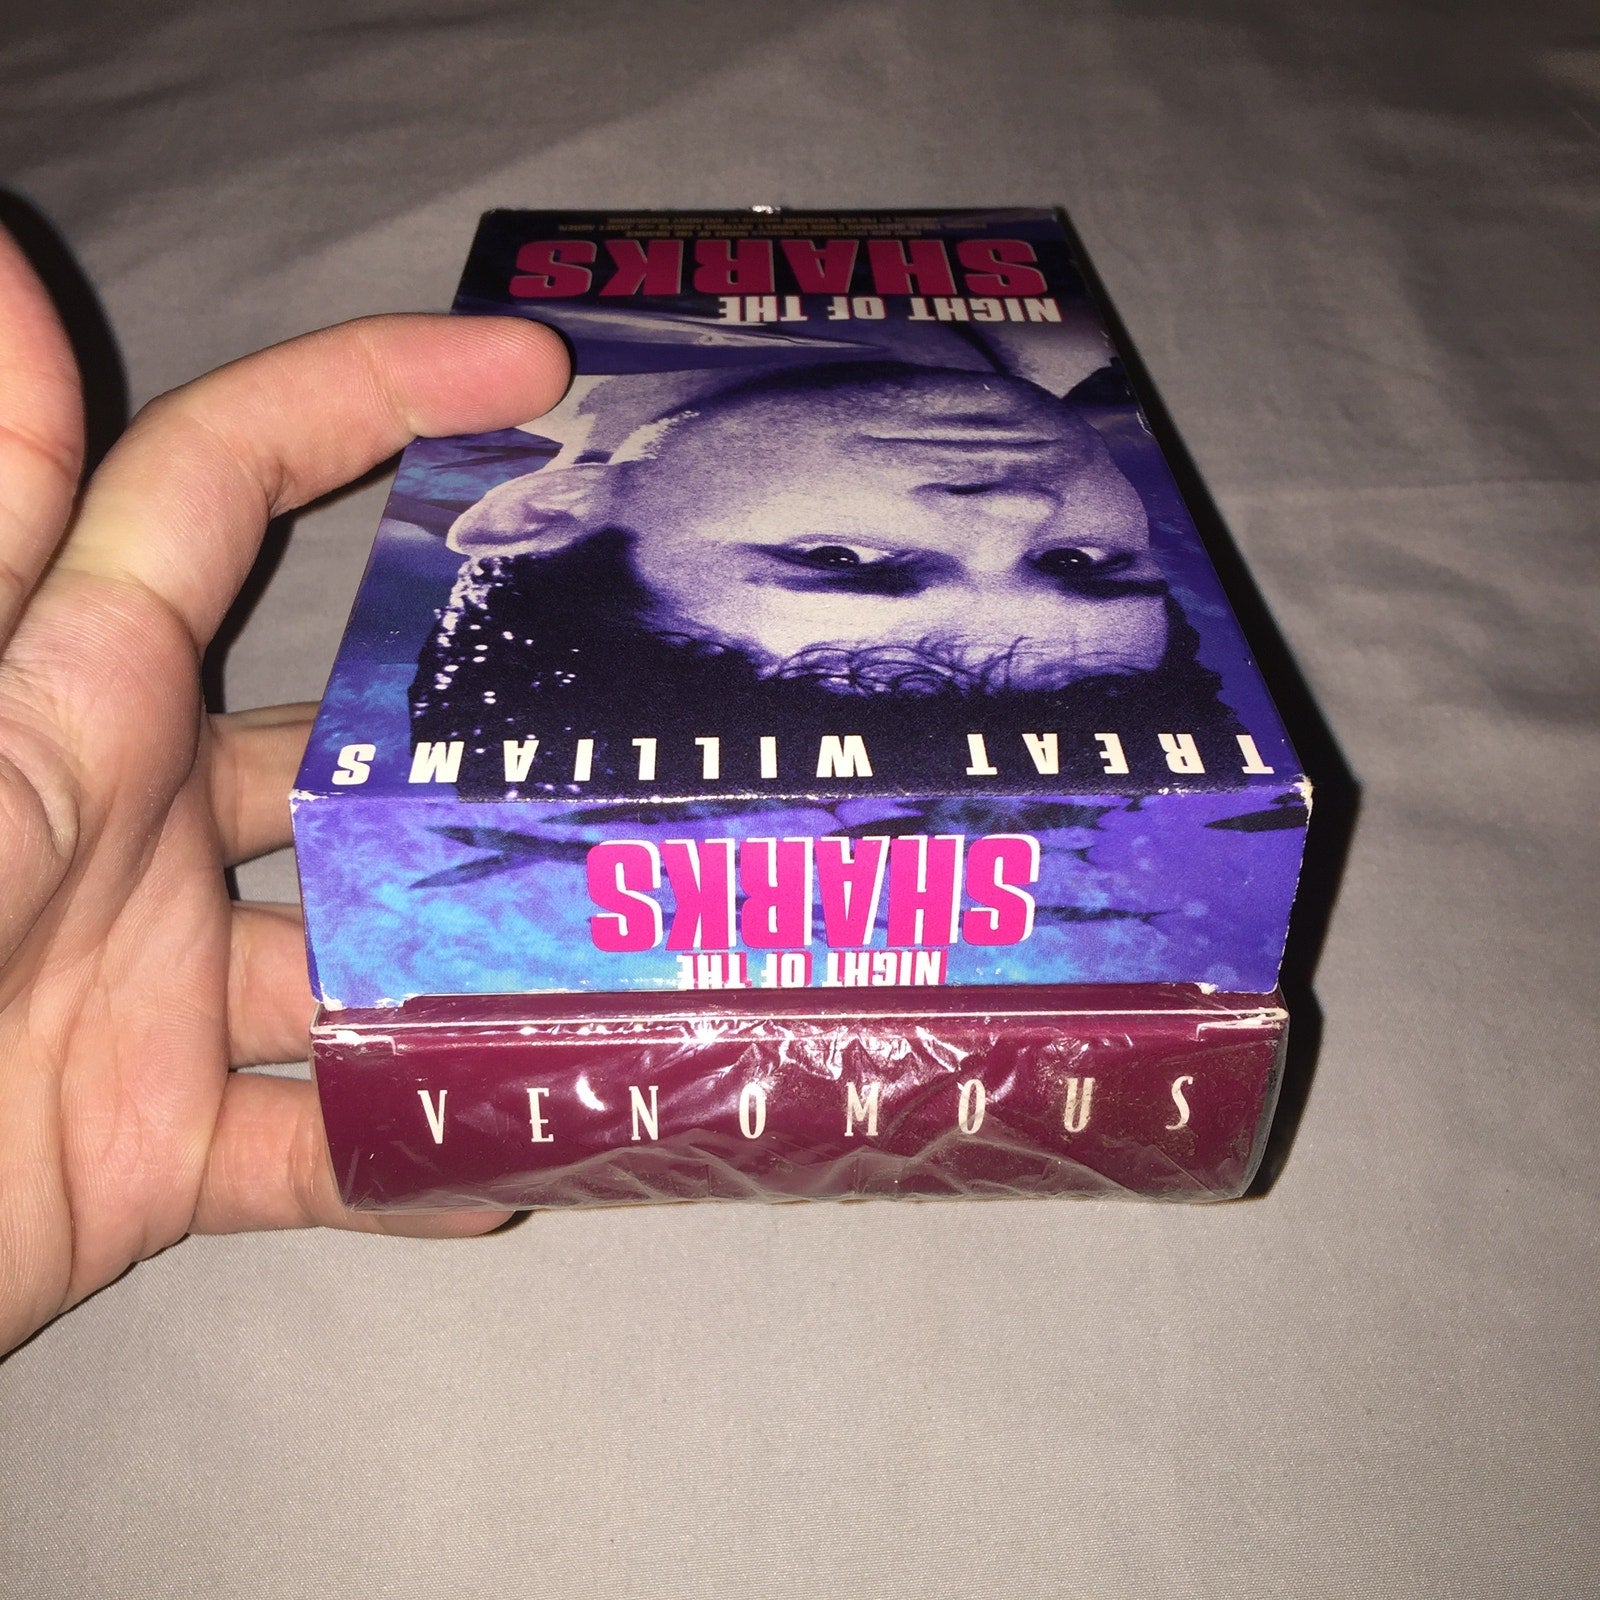 TREAT WILLIAMS
NIGHT OF THE
SHARKS
NIGHT OF THE
SHARKS
VENOMOUS